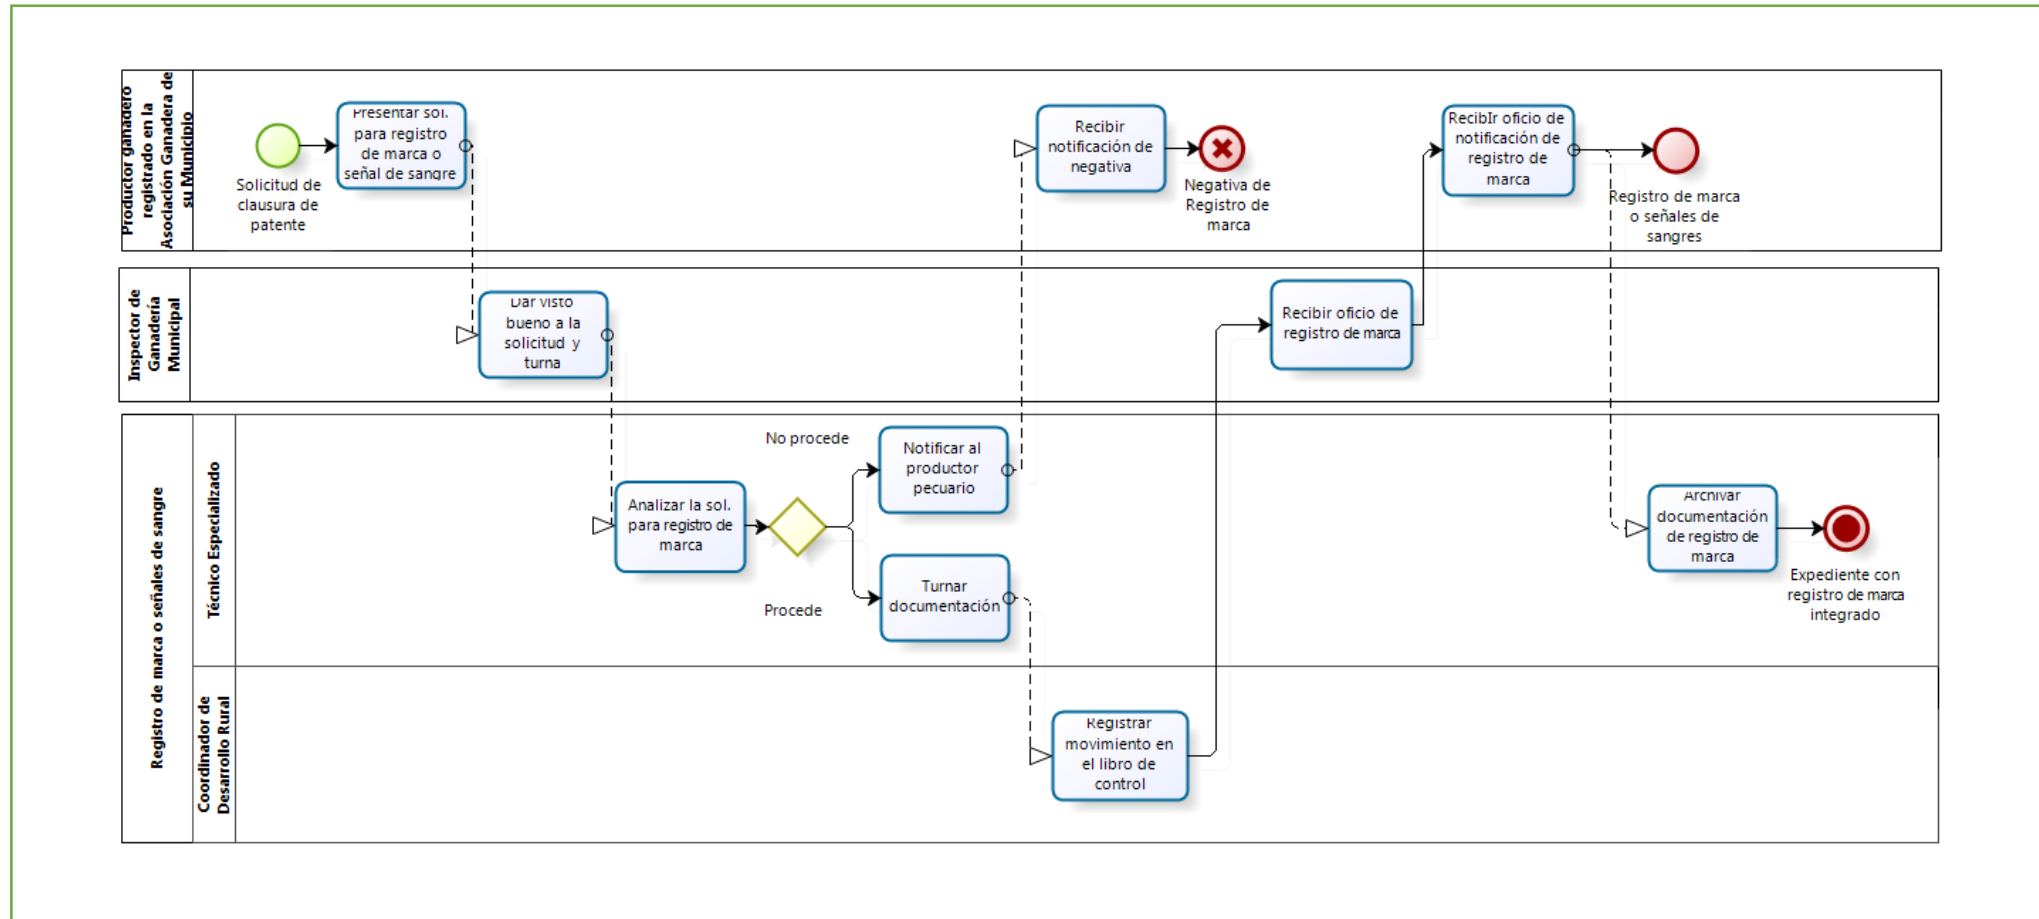 Productor ganadero
registrado en la
Asociación Ganadera de
su Municipio
Solicitud de
clausura de
patente
Presentar sol.
para registro
de marca o
señal de sangre
Recibir
notificación de
negativa
Negativa de
Registro de
marca
RecibIr oficio de
notificación de
registro de
marca
Registro de marca
o señales de
sangres
Inspector de
Ganadería
Municipal
Dar visto
bueno a la
solicitud y
turna
Recibir oficio de
registro de marca
Registro de marca o señales de sangre
Técnico Especializado
Analizar la sol.
para registro de
marca
No procede
Procede
Notificar al
productor
pecuario
Turnar
documentación
Archivar
documentación
de registro de
marca
Expediente con
registro de marca
integrado
Coordinador de
Desarrollo Rural
Registrar
movimiento en
el libro de
control